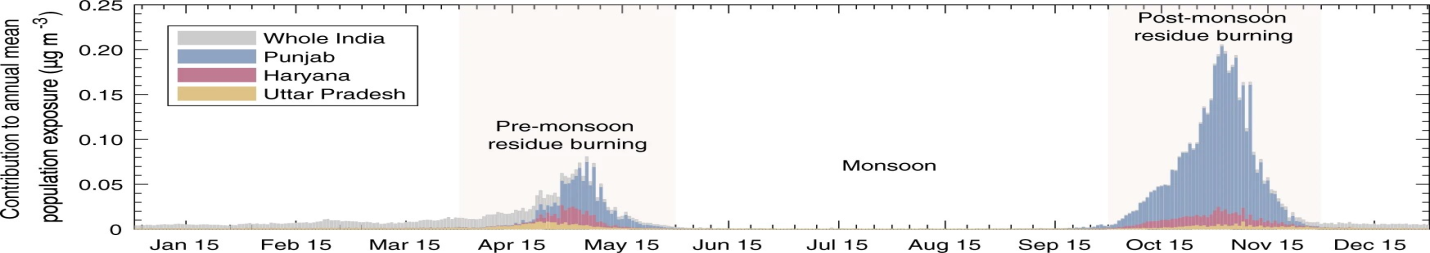 Contribution to annual mean
population exposure (µg m⁻³)
0.25
0.20
0.15
0.10
0.05
0
Whole India
Punjab
Haryana
Uttar Pradesh
Pre-monsoon
residue burning
Monsoon
Post-monsoon
residue burning
Jan 15 Feb 15 Mar 15 Apr 15 May 15 Jun 15 Jul 15 Aug 15 Sep 15 Oct 15 Nov 15 Dec 15